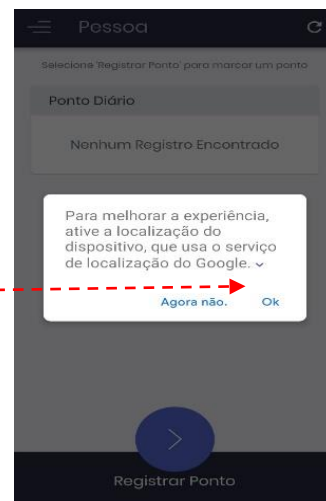 Pessoa
Selecione 'Registrar Ponto' para marcar um ponto
Ponto Diário
Nenhum Registro Encontrado
Para melhorar a experiência,
ative a localização do
dispositivo, que usa o serviço
de localização do Google.
Agora não. Ok
Registrar Ponto